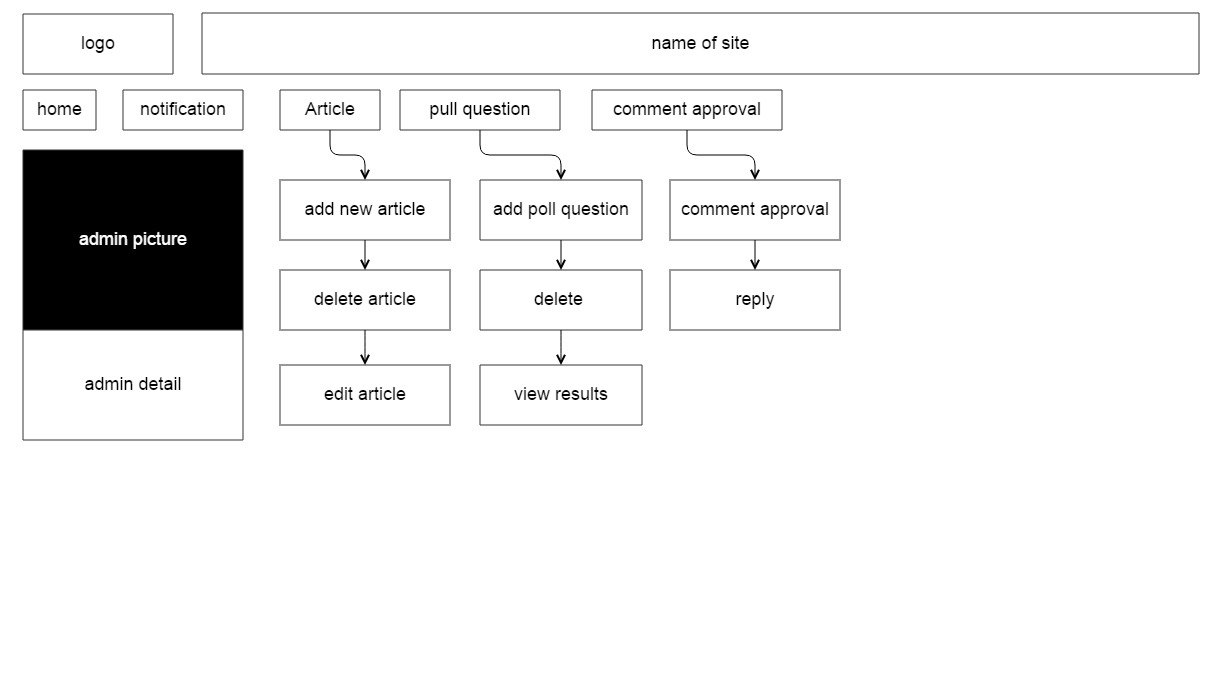 logo
name of site
home
notification
Article
pull question
comment approval
admin picture
add new article
add poll question
comment approval
delete article
delete
reply
admin detail
edit article
view results